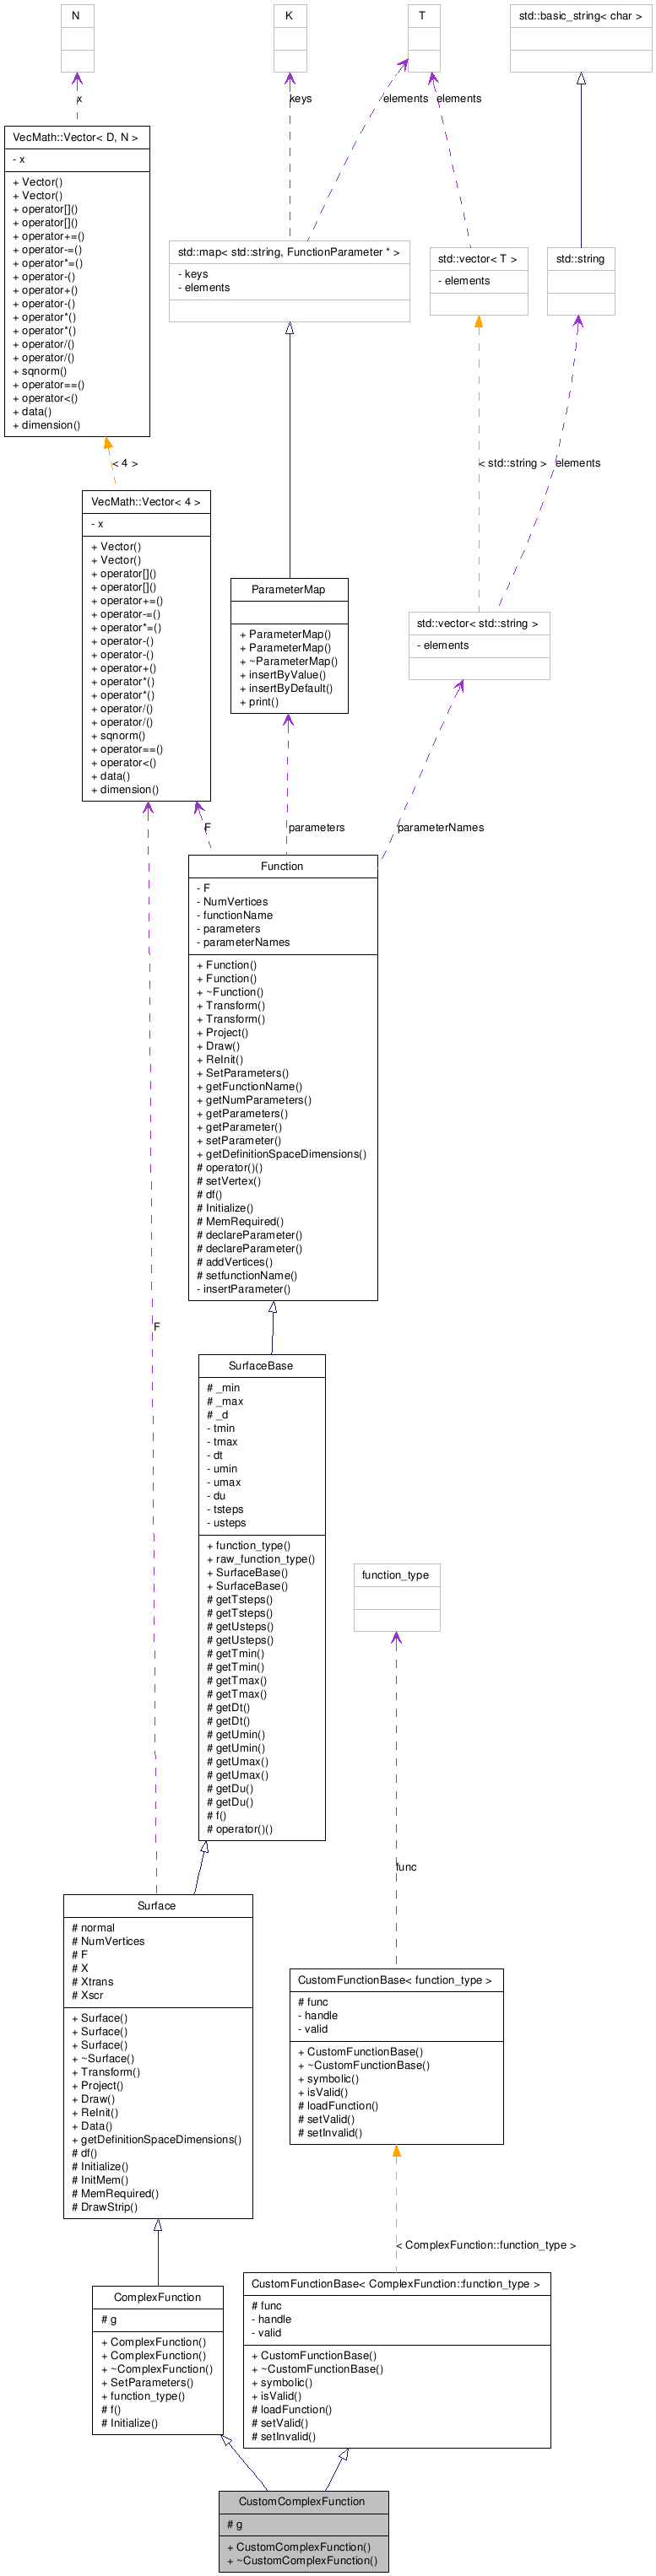 N
K
T
std::basic_string< char >
x
keys
elements
elements
VecMath::Vector< D, N >
- x
+ Vector()
+ Vector()
+ operator[]()
+ operator[]()
+ operator+=()
+ operator-=()
+ operator*=()
+ operator-()
+ operator+()
+ operator-()
+ operator*()
+ operator*()
+ operator/()
+ operator/()
+ sqnorm()
+ operator==()
+ operator<()
+ data()
+ dimension()
std::map< std::string, FunctionParameter * >
- keys
- elements
std::vector< T >
- elements
std::string
< 4 >
< std::string >
elements
VecMath::Vector< 4 >
- x
+ Vector()
+ Vector()
+ operator[]()
+ operator[]()
+ operator+=()
+ operator-=()
+ operator*=()
+ operator-()
+ operator-()
+ operator+()
+ operator*()
+ operator*()
+ operator/()
+ operator/()
+ sqnorm()
+ operator==()
+ operator<()
+ data()
+ dimension()
ParameterMap
+ ParameterMap()
+ ParameterMap()
+ ~ParameterMap()
+ insertByValue()
+ insertByDefault()
+ print()
std::vector< std::string >
- elements
F
parameters
parameterNames
Function
- F
- NumVertices
- functionName
- parameters
- parameterNames
+ Function()
+ Function()
+ ~Function()
+ Transform()
+ Transform()
+ Project()
+ Draw()
+ ReInit()
+ SetParameters()
+ getFunctionName()
+ getNumParameters()
+ getParameters()
+ getParameter()
+ setParameter()
+ getDefinitionSpaceDimensions()
# operator()()
# setVertex()
# df()
# Initialize()
# MemRequired()
# declareParameter()
# declareParameter()
# addVertices()
# setfunctionName()
- insertParameter()
F
SurfaceBase
# _min
# _max
# _d
- tmin
- tmax
- dt
- umin
- umax
- du
- tsteps
- usteps
+ function_type()
+ raw_function_type()
+ SurfaceBase()
+ SurfaceBase()
# getTsteps()
# getTsteps()
# getUsteps()
# getUsteps()
# getTmin()
# getTmin()
# getTmax()
# getTmax()
# getDt()
# getDt()
# getUmin()
# getUmin()
# getUmax()
# getUmax()
# getDu()
# getDu()
# f()
# operator()()
function_type
func
Surface
# normal
# NumVertices
# F
# X
# Xtrans
# Xscr
+ Surface()
+ Surface()
+ Surface()
+ ~Surface()
+ Transform()
+ Project()
+ Draw()
+ ReInit()
+ Data()
+ getDefinitionSpaceDimensions()
# df()
# Initialize()
# InitMem()
# MemRequired()
# DrawStrip()
CustomFunctionBase< function_type >
# func
- handle
- valid
+ CustomFunctionBase()
+ ~CustomFunctionBase()
+ symbolic()
+ isValid()
# loadFunction()
# setValid()
# setInvalid()
< ComplexFunction::function_type >
ComplexFunction
# g
+ ComplexFunction()
+ ComplexFunction()
+ ~ComplexFunction()
+ SetParameters()
+ function_type()
# f()
# Initialize()
CustomFunctionBase< ComplexFunction::function_type >
# func
- handle
- valid
+ CustomFunctionBase()
+ ~CustomFunctionBase()
+ symbolic()
+ isValid()
# loadFunction()
# setValid()
# setInvalid()
CustomComplexFunction
# g
+ CustomComplexFunction()
+ ~CustomComplexFunction()